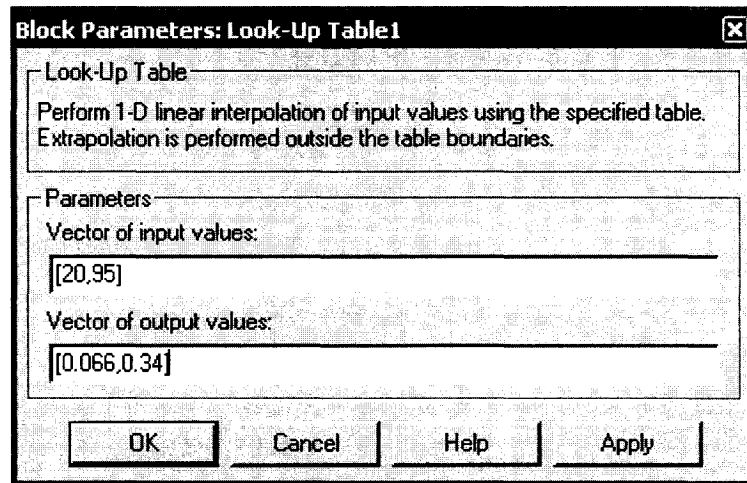 Block Parameters: Look-Up Table1
Look-Up Table
Perform 1-D linear interpolation of input values using the specified table.
Extrapolation is performed outside the table boundaries.
Parameters
Vector of input values:
[20,95]
Vector of output values:
[0.066,0.34]
OK Cancel Help Apply